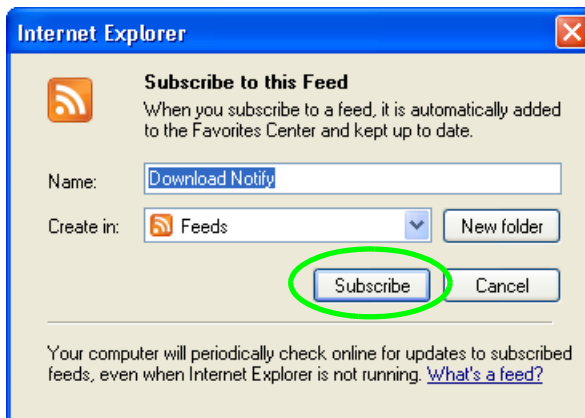 Internet Explorer
Subscribe to this Feed
When you subscribe to a feed, it is automatically added
to the Favorites Center and kept up to date.
Name: Download Notify
Create in: Feeds New folder
Subscribe Cancel
Your computer will periodically check online for updates to subscribed
feeds, even when Internet Explorer is not running. What's a feed?